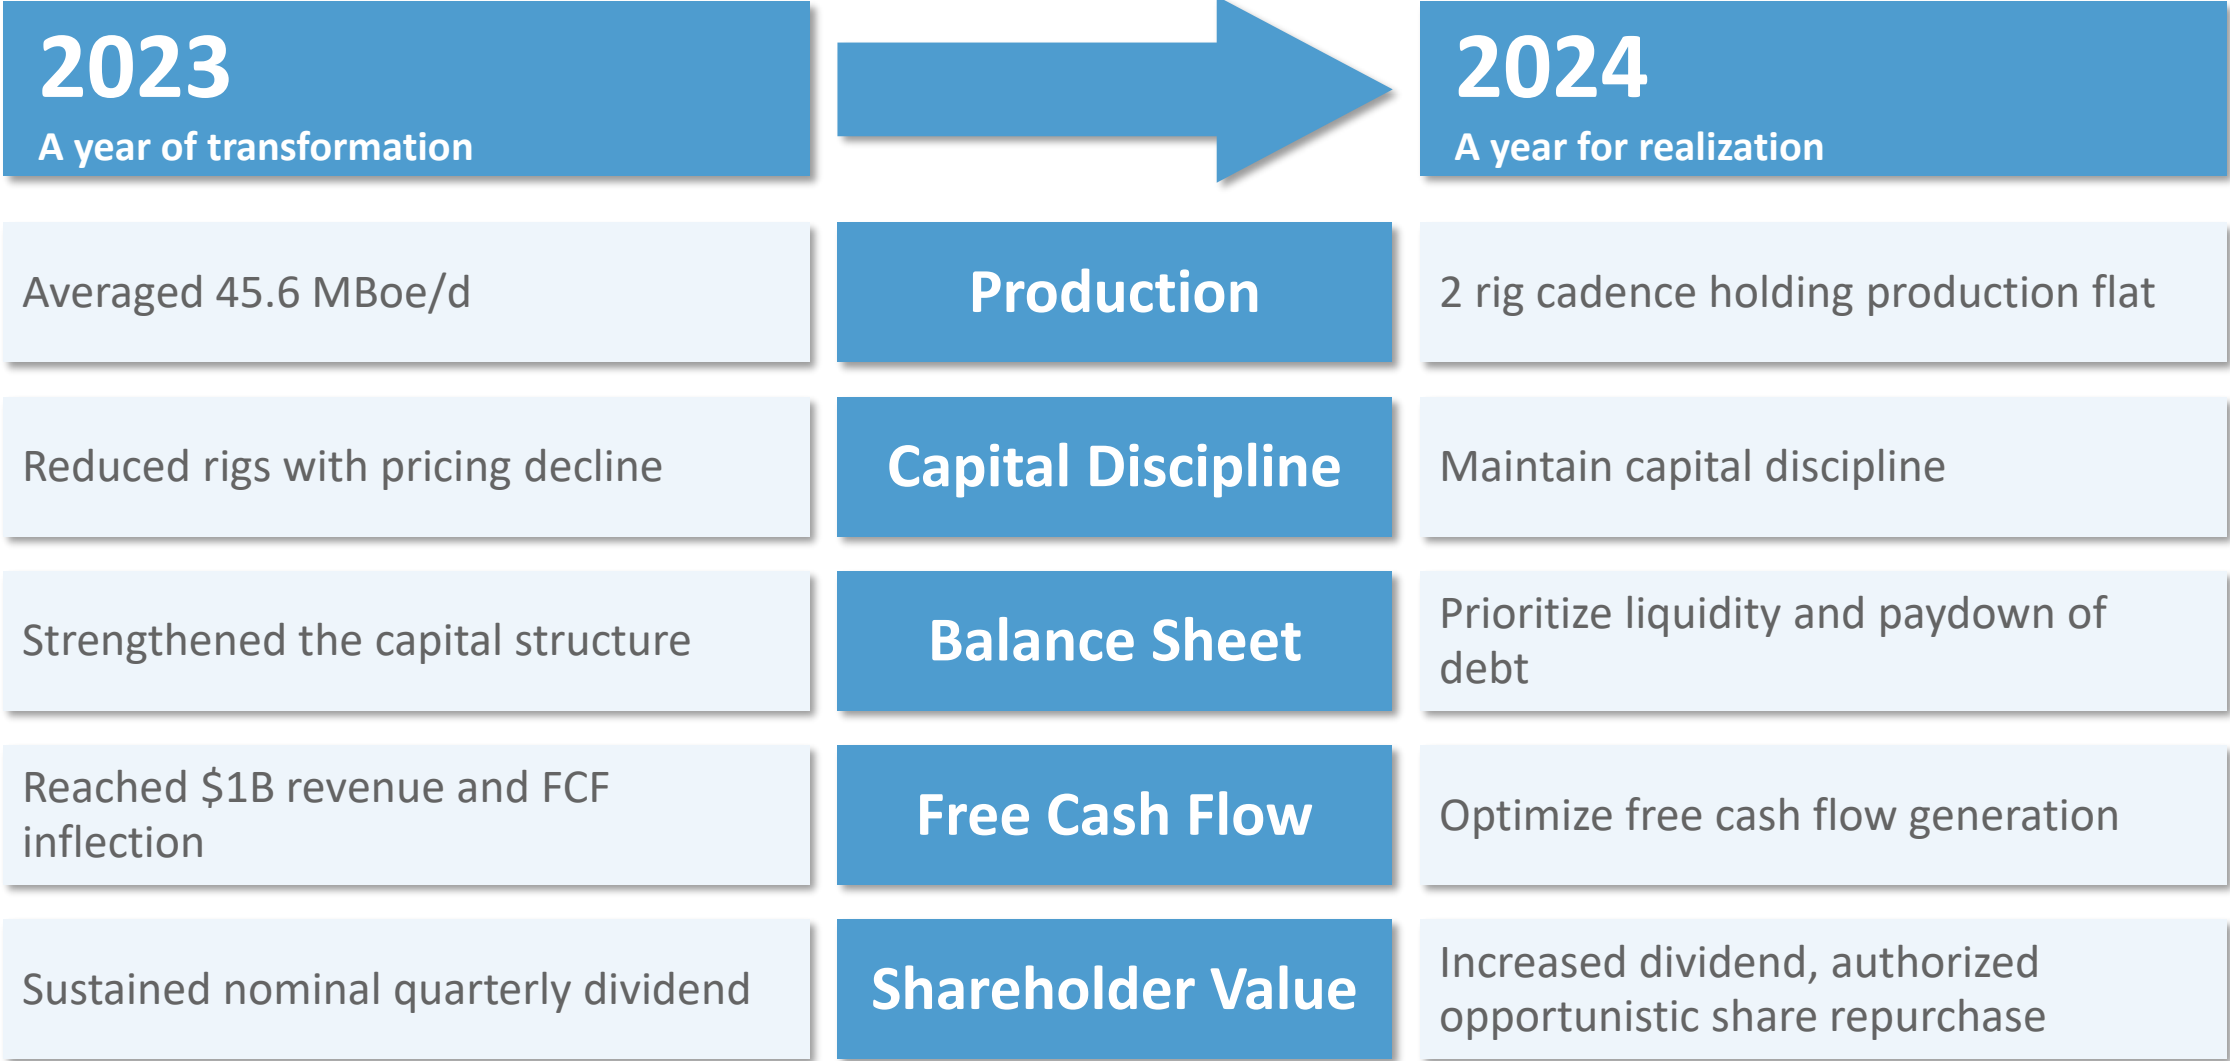 2023
A year of transformation
2024
A year for realization
Averaged 45.6 MBoe/d
Production
2 rig cadence holding production flat
Reduced rigs with pricing decline
Capital Discipline
Maintain capital discipline
Strengthened the capital structure
Balance Sheet
Prioritize liquidity and paydown of
debt
Reached $1B revenue and FCF
inflection
Free Cash Flow
Optimize free cash flow generation
Sustained nominal quarterly dividend
Shareholder Value
Increased dividend, authorized
opportunistic share repurchase